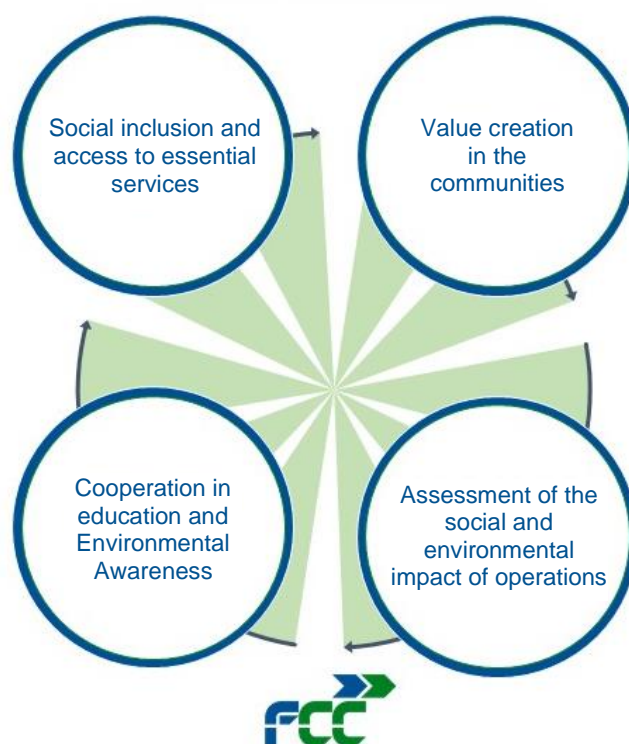 Social inclusion and
access to essential
services
Value creation
in the
communities
Cooperation in
education and
Environmental
Awareness
Assessment of the
social and
environmental
impact of operations
FCC